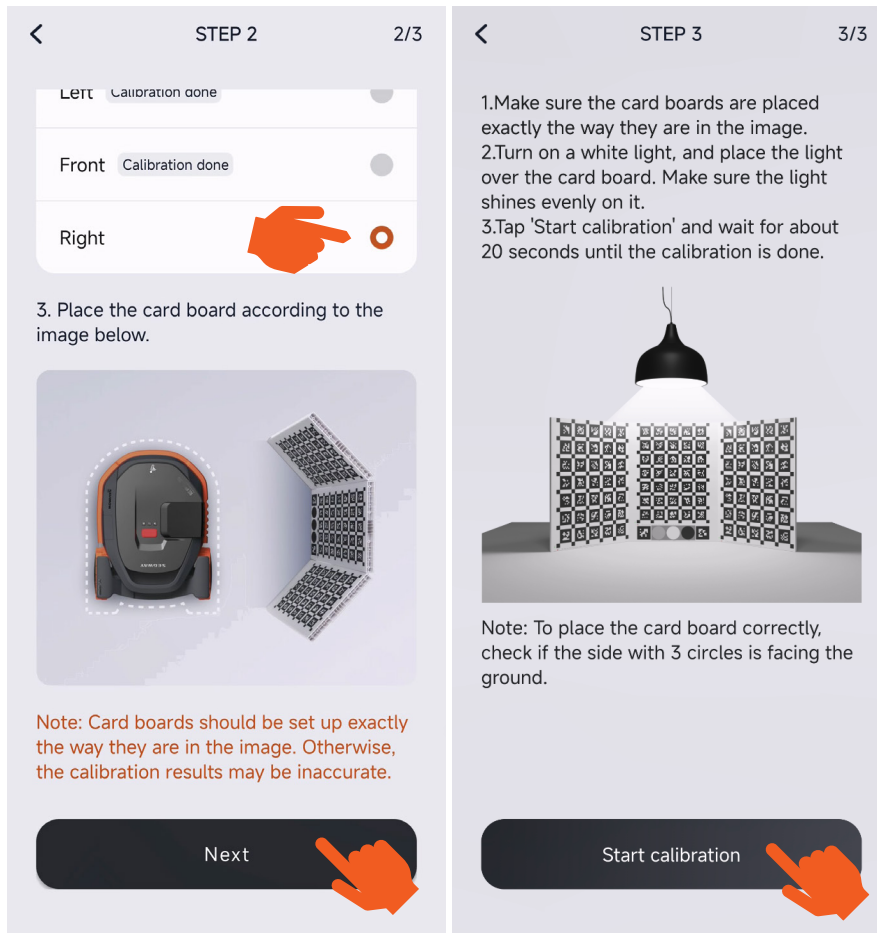 STEP 2
2/3
Left
Calibration done
Front
Calibration done
Right
3. Place the card board according to the
image below.
Note: Card boards should be set up exactly
the way they are in the image. Otherwise,
the calibration results may be inaccurate.
Next
STEP 3
3/3
1.Make sure the card boards are placed
exactly the way they are in the image.
2.Turn on a white light, and place the light
over the card board. Make sure the light
shines evenly on it.
3.Tap 'Start calibration' and wait for about
20 seconds until the calibration is done.
Note: To place the card board correctly,
check if the side with 3 circles is facing the
ground.
Start calibration